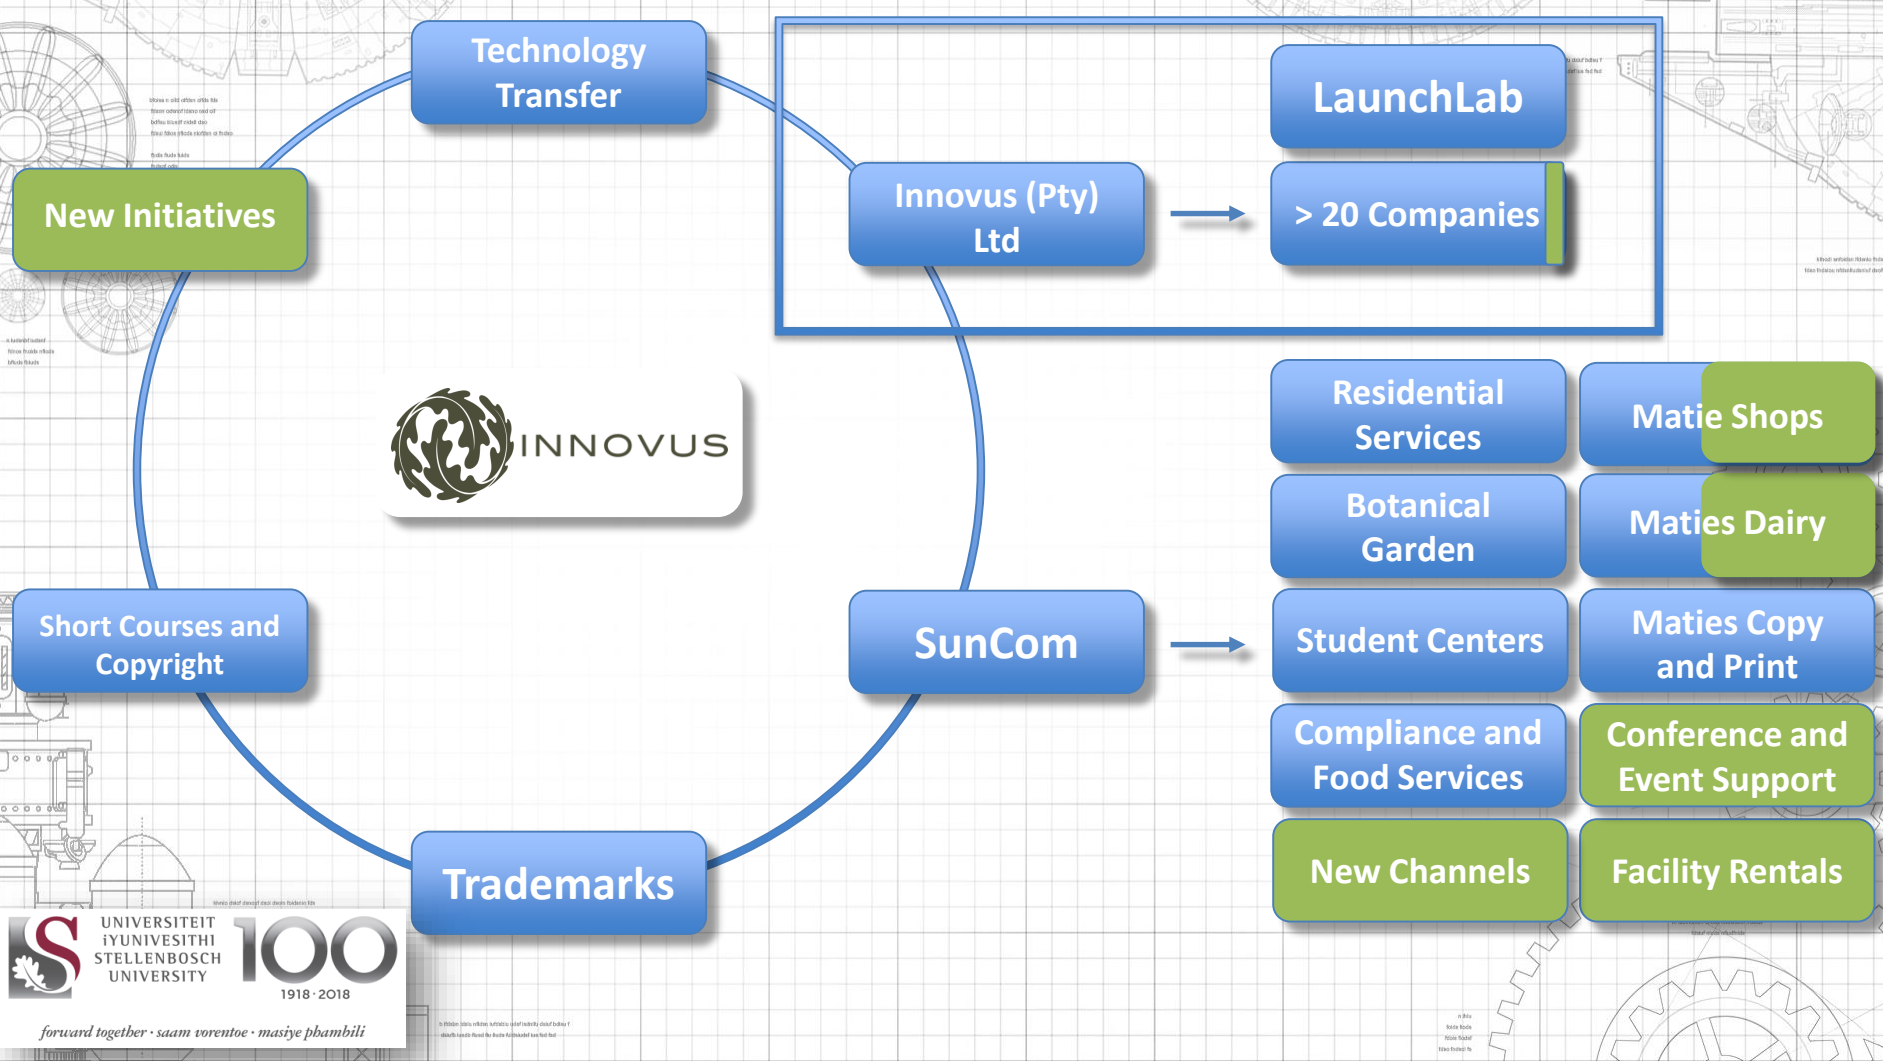 Technology
Transfer
LaunchLab
New Initiatives
Innovus (Pty)
Ltd
> 20 Companies
INNOVUS
Residential
Services
Matie Shops
Botanical
Garden
Maties Dairy
Short Courses and
Copyright
SunCom
Student Centers
Maties Copy
and Print
Compliance and
Food Services
Conference and
Event Support
Trademarks
New Channels
Facility Rentals
UNIVERSITEIT
iYUNIVESITHI
STELLENBOSCH
UNIVERSITY
100
1918·2018
forward together · saam vorentoe · masiye phambili